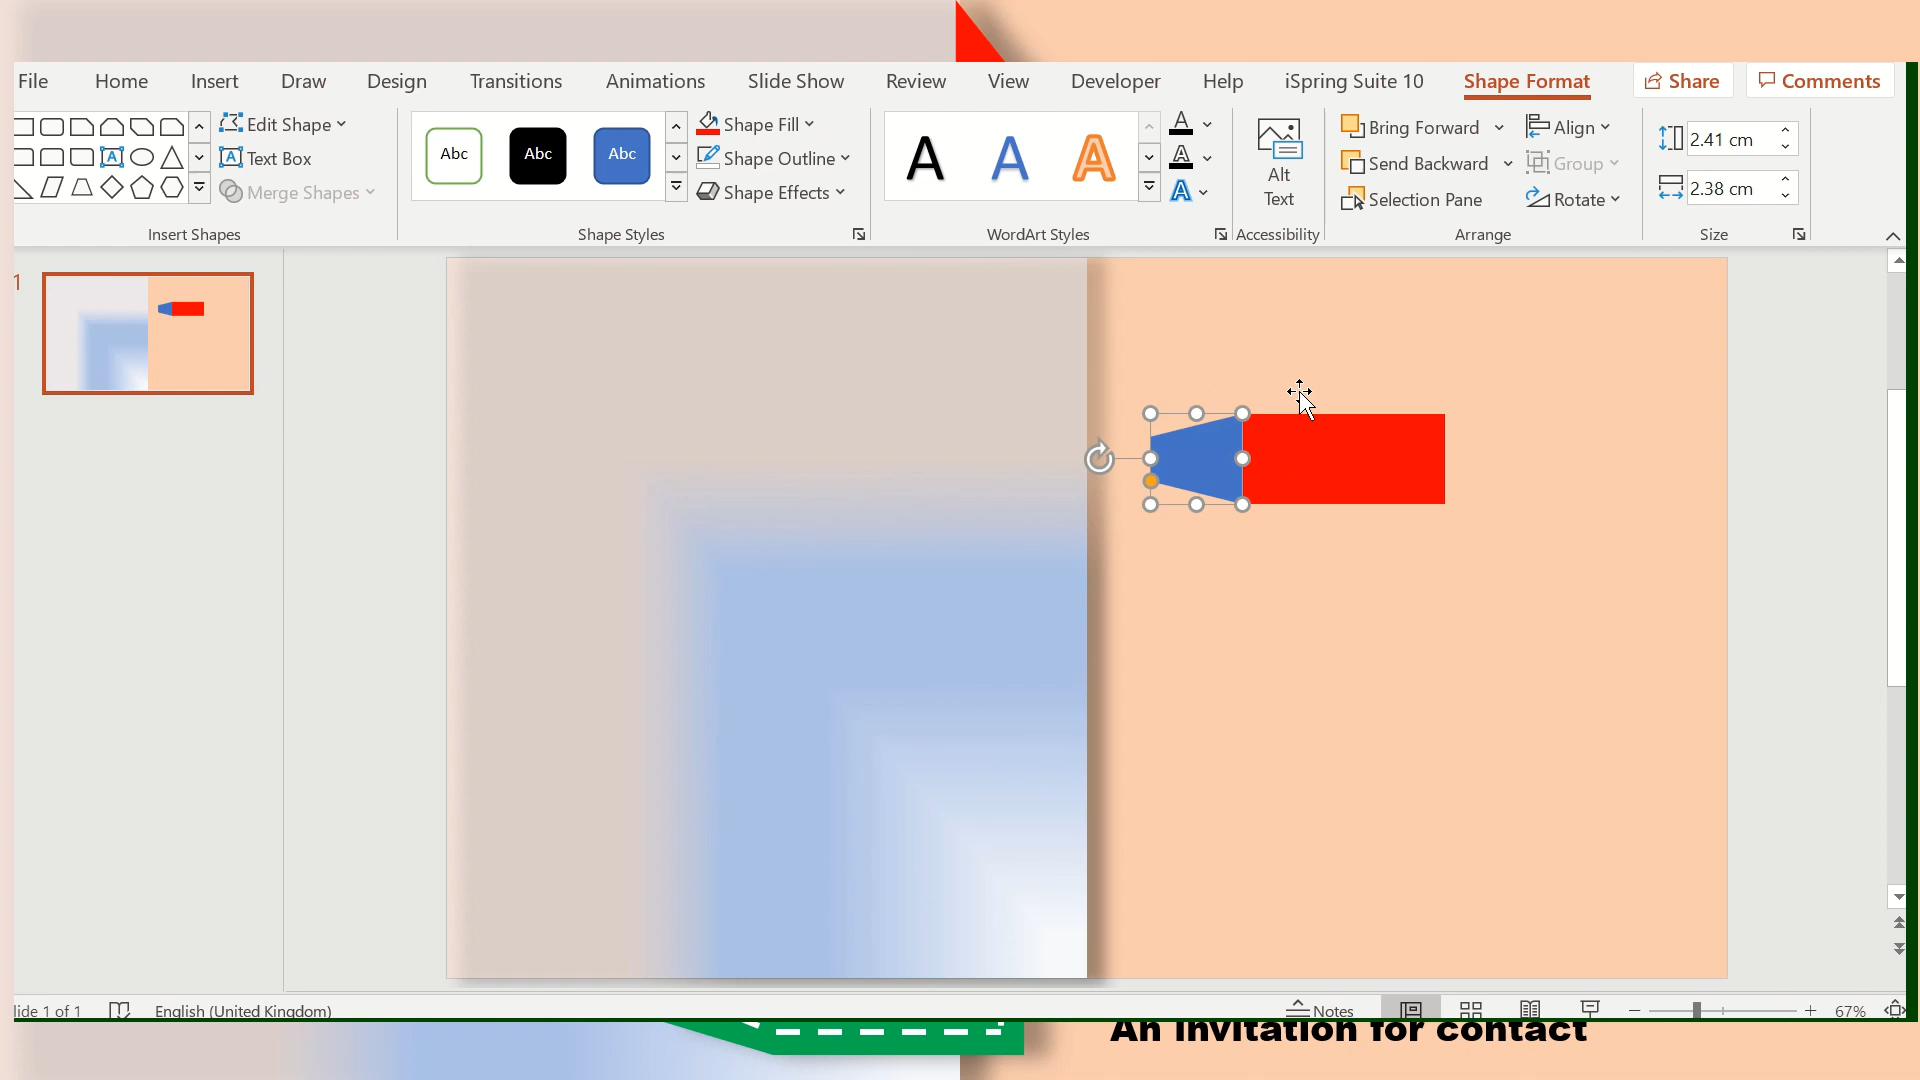 File Home Insert Draw Design Transitions Animations Slide Show Review View Developer Help iSpring Suite 10 Shape Format Share Comments
Edit Shape
Text Box
Merge Shapes
Insert Shapes
Abc Abc Abc
Shape Fill
Shape Outline
Shape Effects
Shape Styles
A A A
A
A
A
WordArt Styles
Alt
Text
Accessibility
Bring Forward
Send Backward
Selection Pane
Align
Group
Rotate
Arrange
2.41 cm
2.38 cm
Size
1
lide 1 of 1 English (United Kingdom) Notes 67%
An invitation for contact